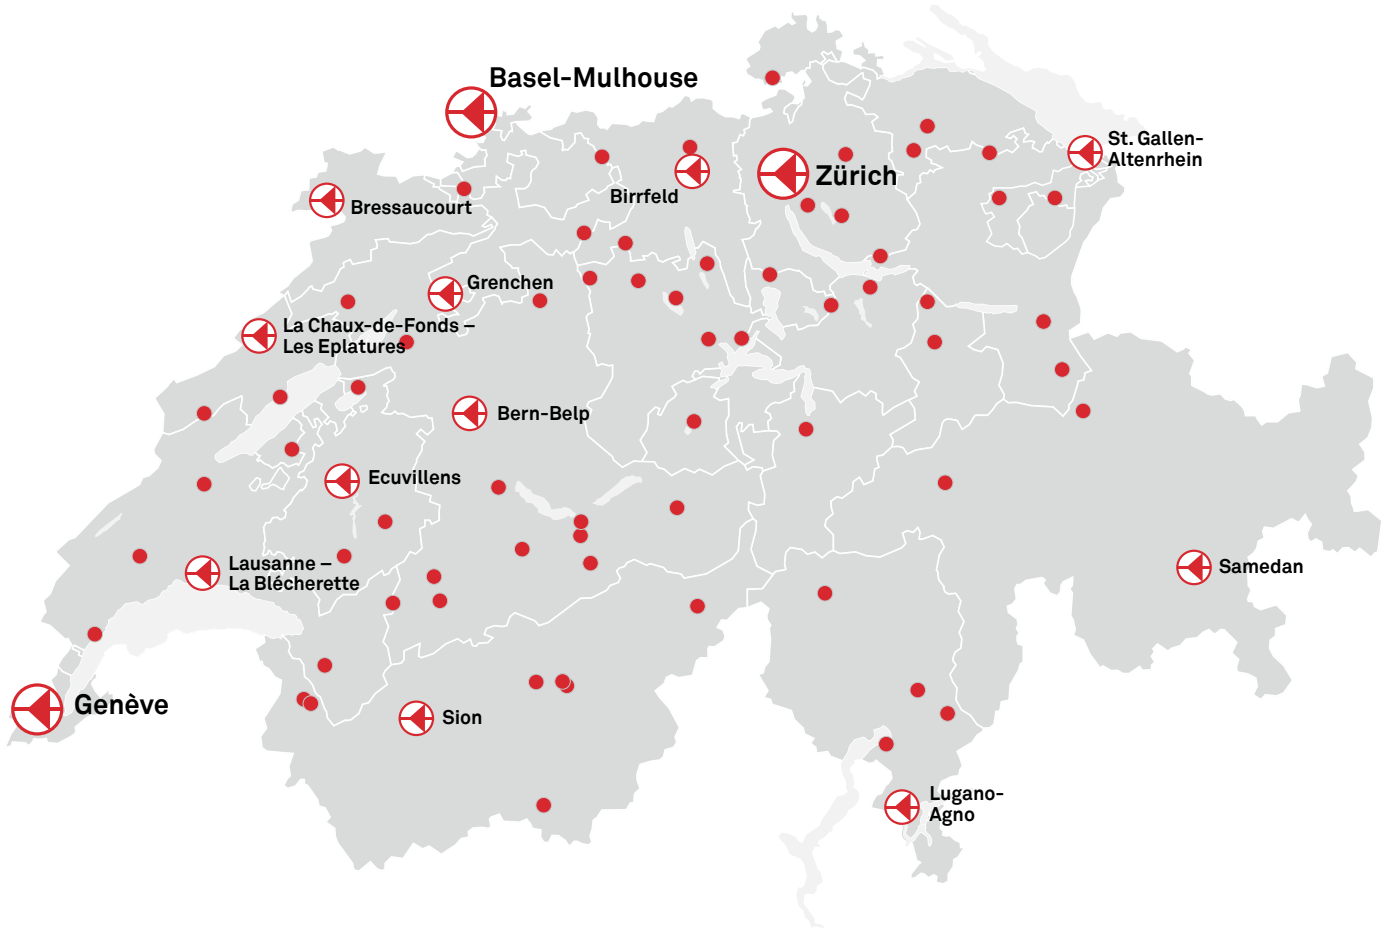 Basel-Mulhouse
St. Gallen-
Altenrhein
Zürich
Birrfeld
Bressaucourt
Grenchen
La Chaux-de-Fonds –
Les Eplatures
Bern-Belp
Ecuvillens
Lausanne –
La Blécherette
Samedan
Genève
Sion
Lugano-
Agno